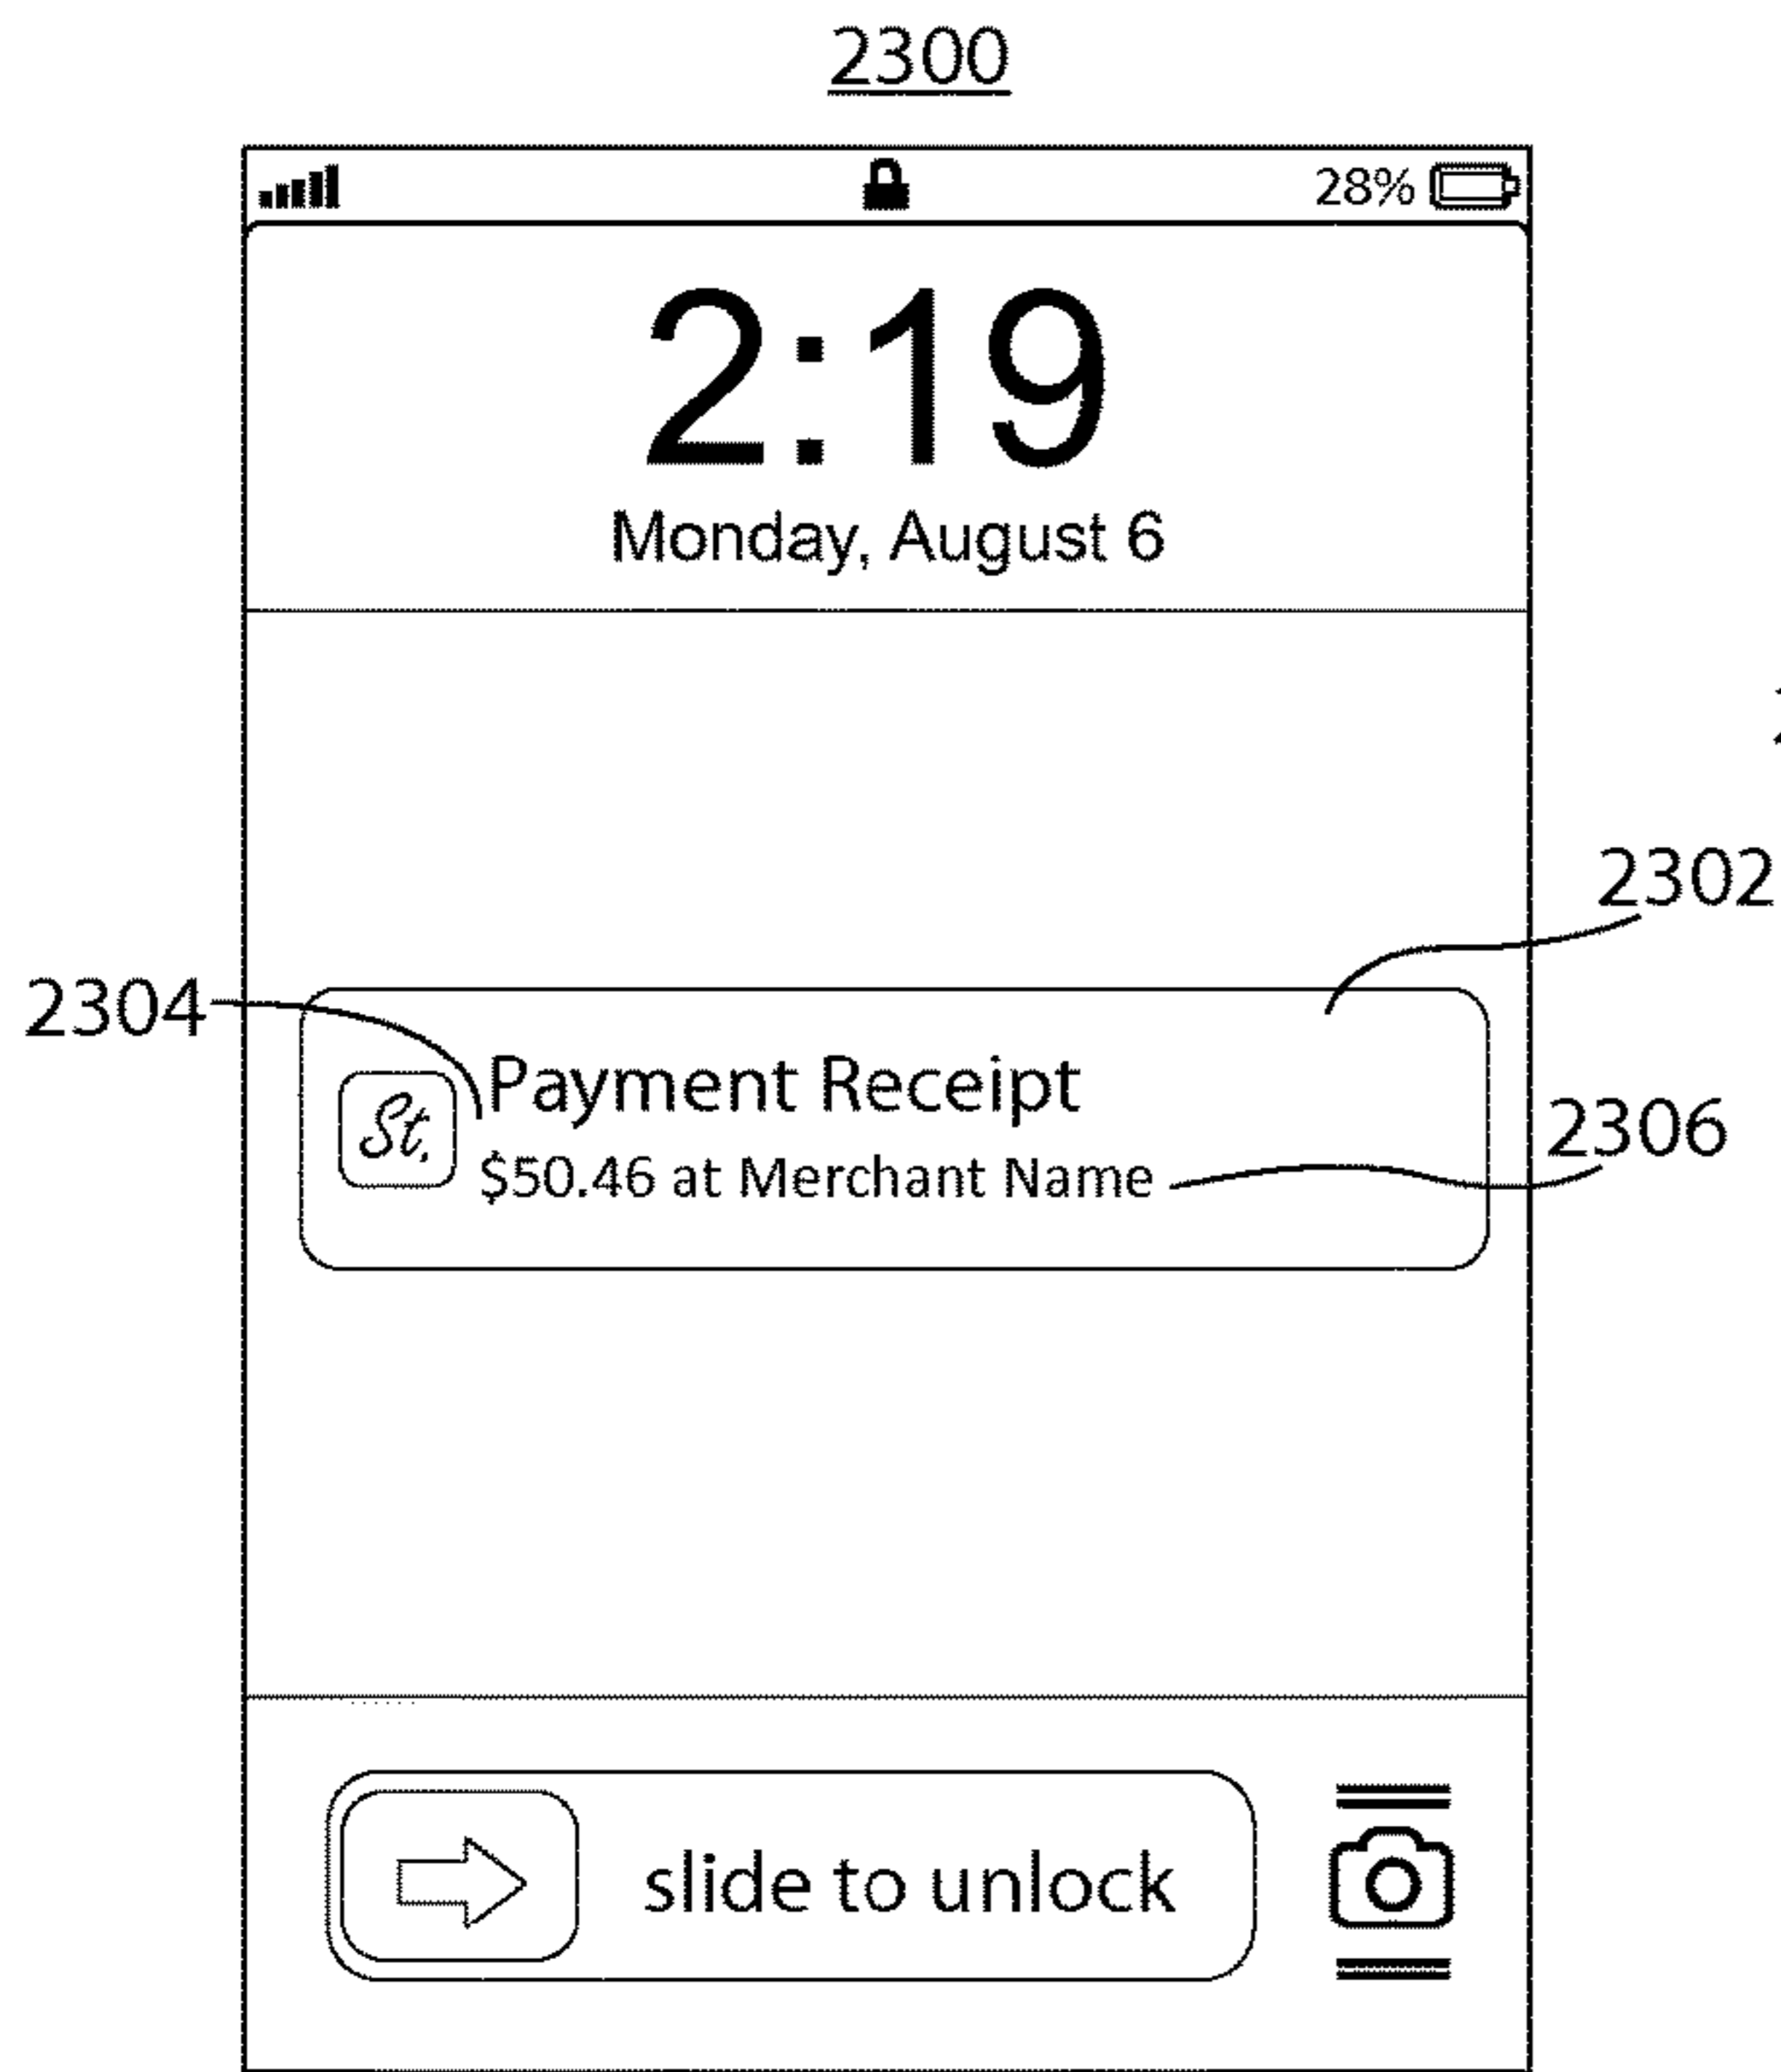 2300
28%
2:19
Monday, August 6
2302
2304
Payment Receipt
St.
$50.46 at Merchant Name
2306
slide to unlock